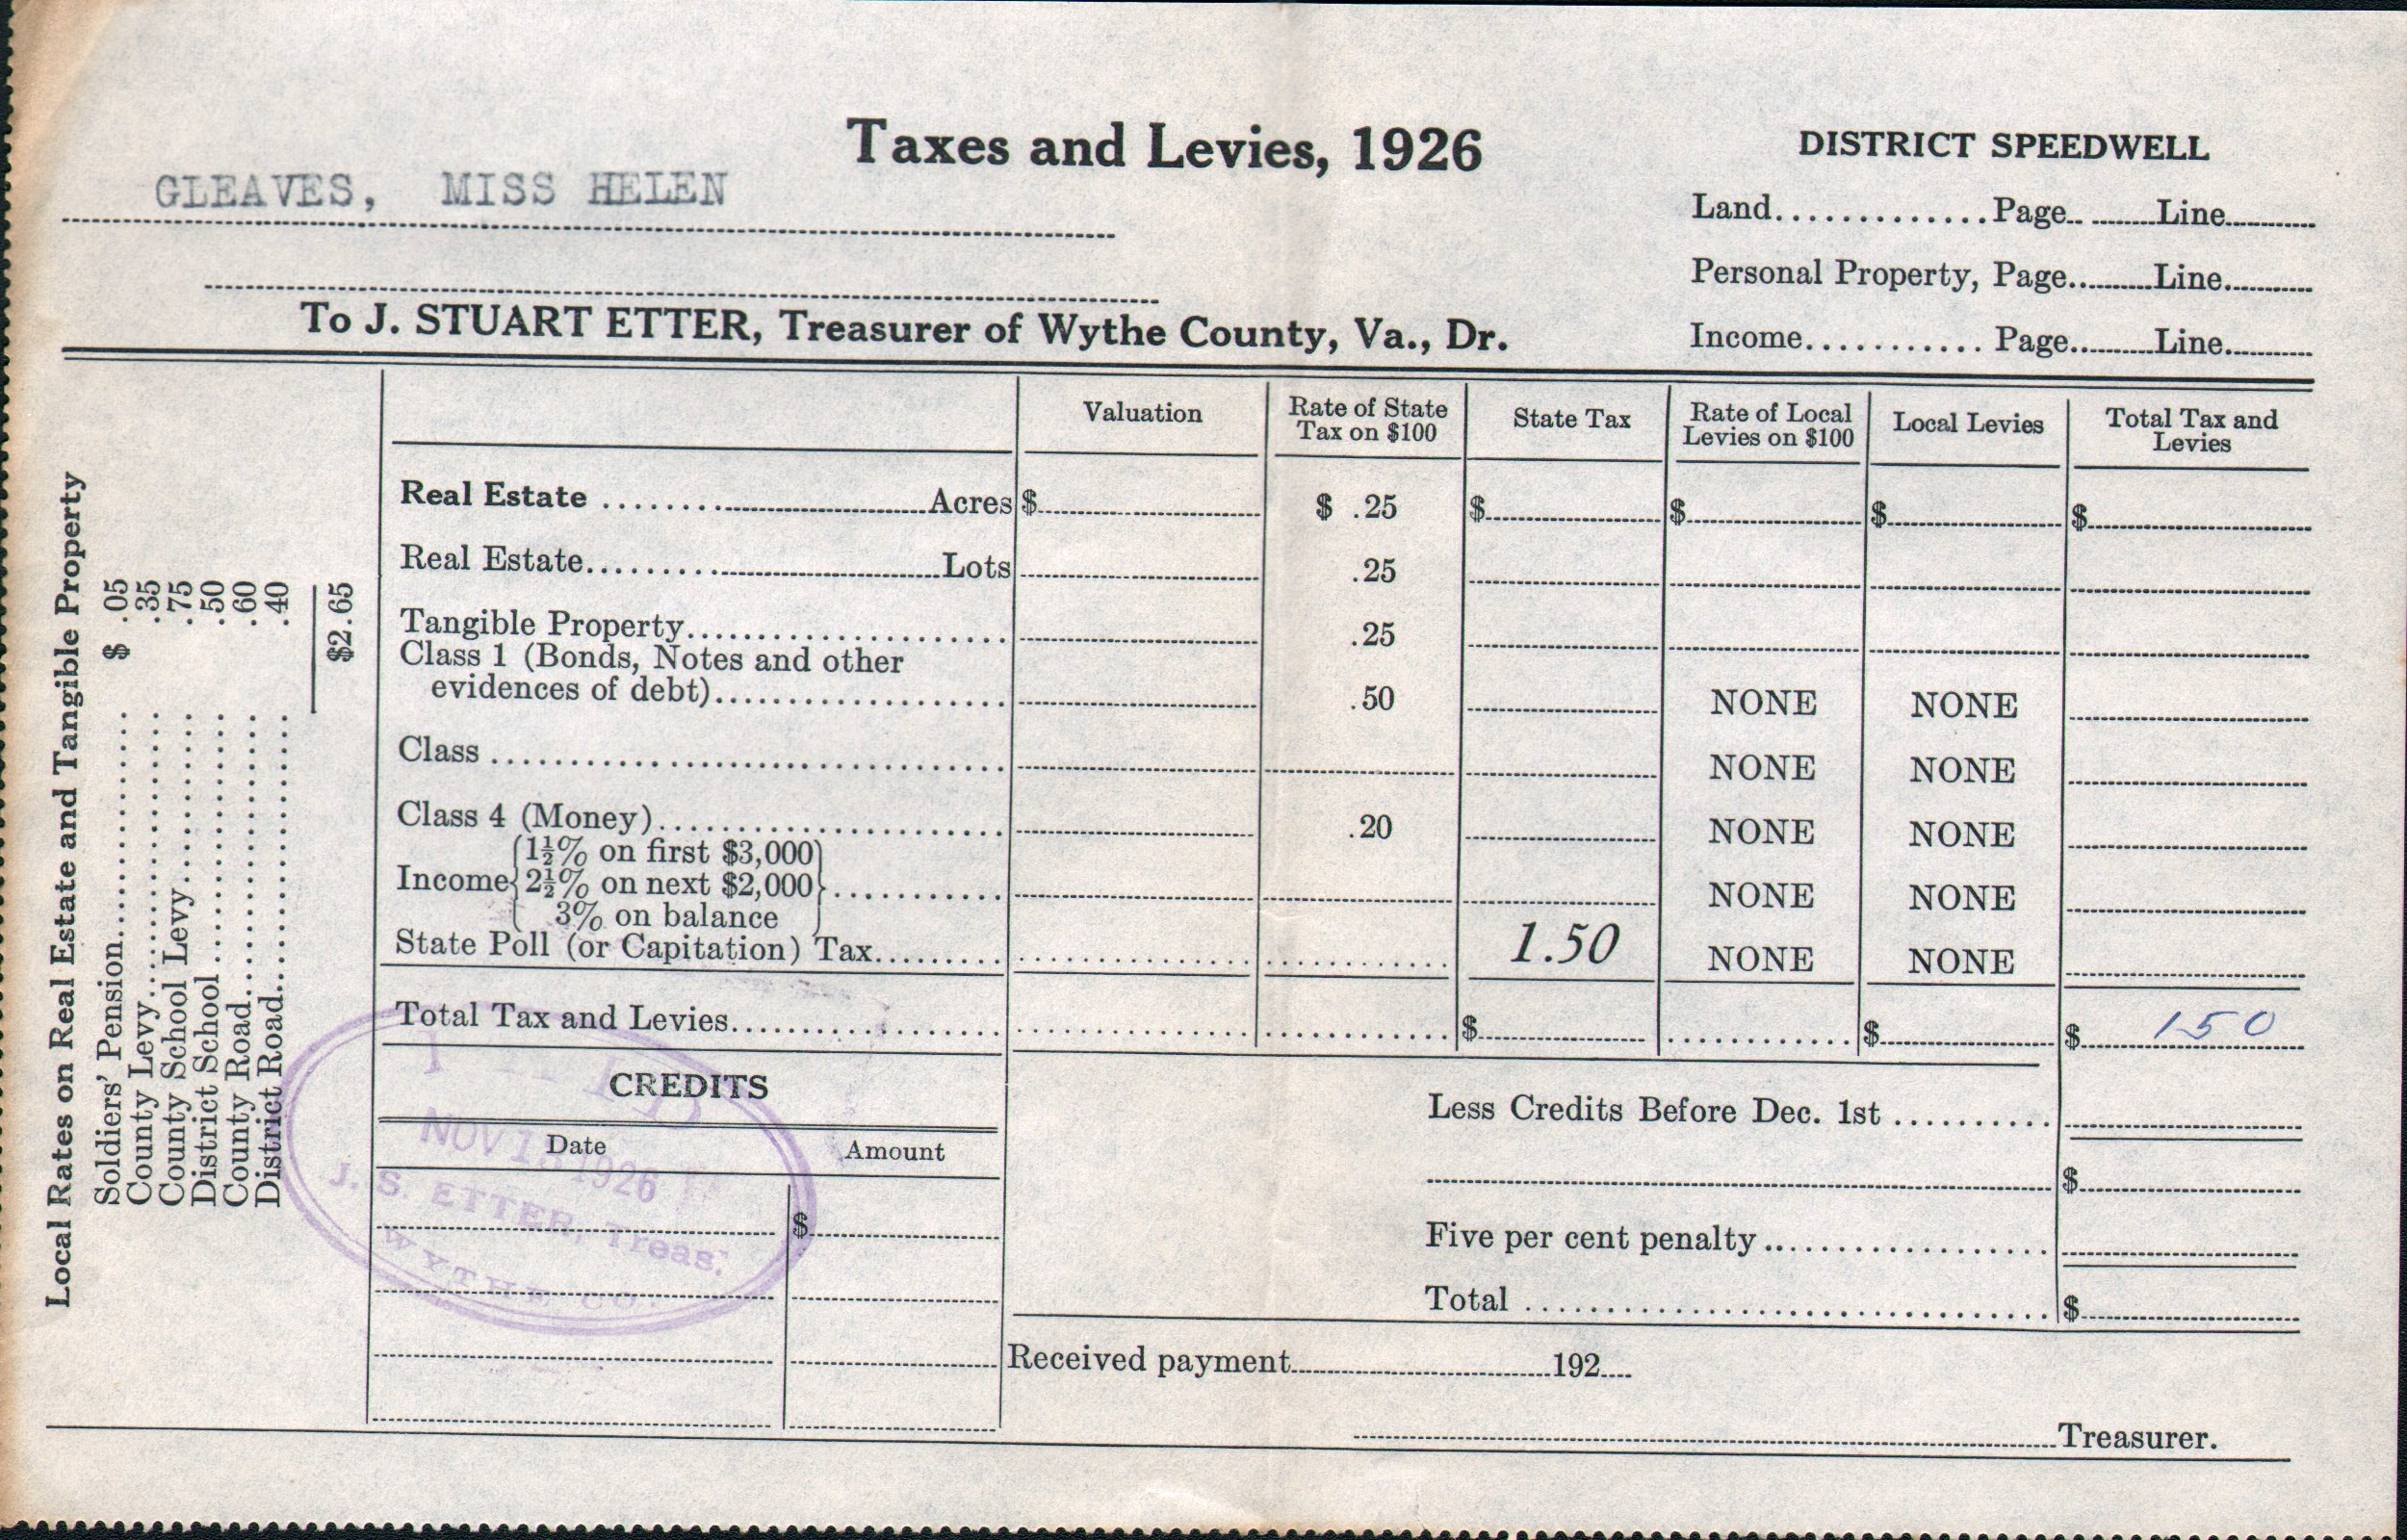 Taxes and Levies, 1926
DISTRICT SPEEDWELL
GLEAVES, MISS HELEN
Land.............Page.. ........Line...........
Personal Property, Page..........Line...........
Income........... Page..........Line...........
To J. STUART ETTER, Treasurer of Wythe County, Va., Dr.
Local Rates on Real Estate and Tangible Property
Soldiers' Pension.................... $ .05
County Levy.................... .35
County School Levy............ .75
District School.................... .50
County Road.................... .60
District Road.................... .40
$2.65
Valuation
Rate of State
Tax on $100
State Tax
Rate of Local
Levies on $100
Local Levies
Total Tax and
Levies
Real Estate ........ Acres $ $ .25 $ $ $ $
Real Estate......... Lots .25
Tangible Property.................... .25
Class 1 (Bonds, Notes and other
evidences of debt).................. .50 NONE NONE
Class ................................ NONE NONE
Class 4 (Money)..................... .20 NONE NONE
1½% on first $3,000
Income 2½% on next $2,000 .......... NONE NONE
3% on balance
State Poll (or Capitation) Tax......... 1.50 NONE NONE
Total Tax and Levies................... $ $ $ 1 50
CREDITS
Date Amount
$
NOV 1 1926
J. S. ETTER, Treas.
WYTHE CO.
Less Credits Before Dec. 1st ..........
$
Five per cent penalty ..................
Total ................................ $
Received payment 192
Treasurer.